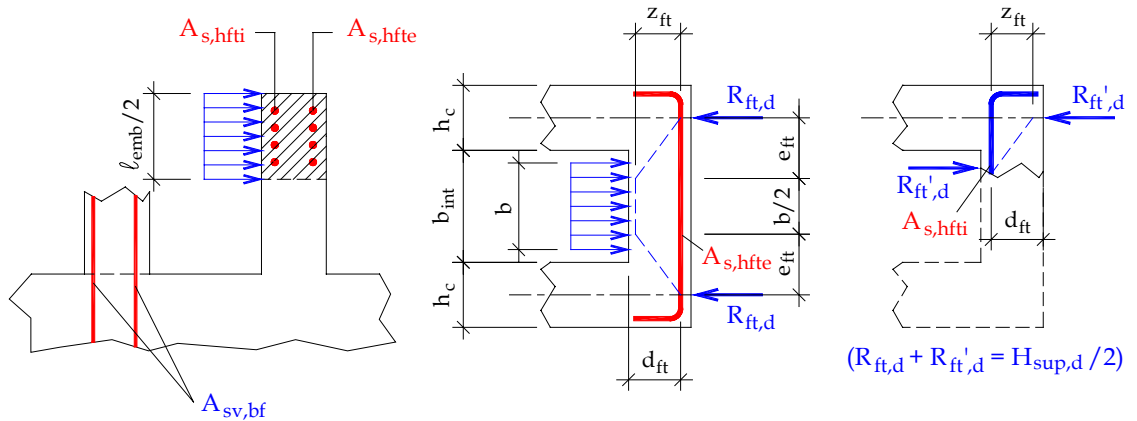 A_s,hfti
A_s,hfte
ℓ_emb/2
A_sv,bf
z_ft
h_c
b_int
h_c
b
R_ft,d
e_ft
b/2
e_ft
A_s,hfte
R_ft,d
d_ft
z_ft
R_ft',d
R_ft',d
A_s,hfti
d_ft
(R_ft,d + R_ft',d = H_sup,d /2)